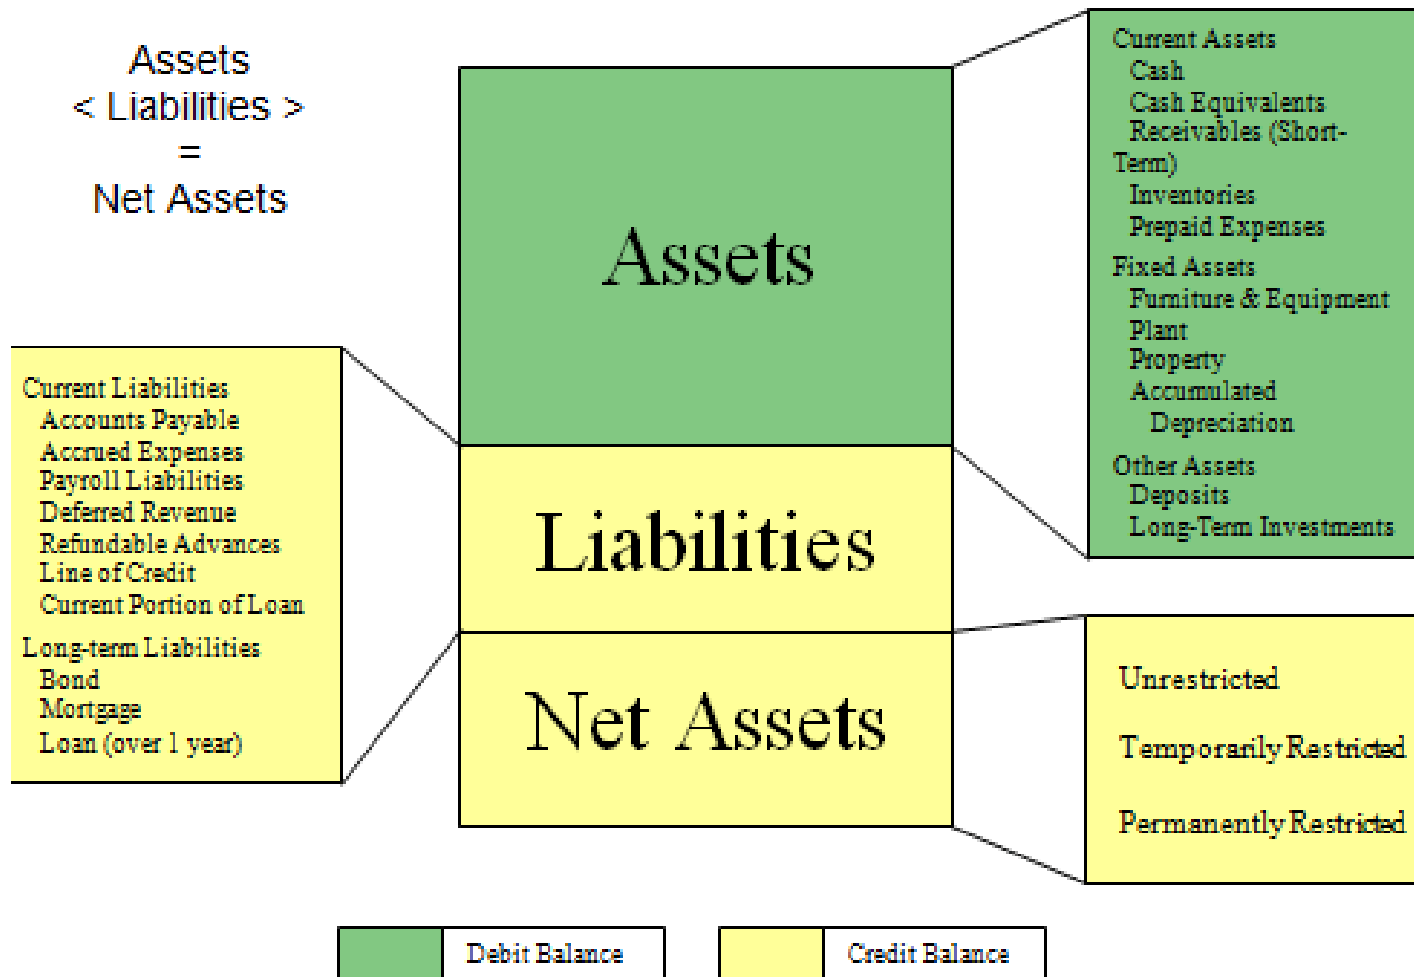 Assets
< Liabilities >
=
Net Assets
Assets
Liabilities
Net Assets
Current Assets
Cash
Cash Equivalents
Receivables (Short-
Term)
Inventories
Prepaid Expenses
Fixed Assets
Furniture & Equipment
Plant
Property
Accumulated
Depreciation
Other Assets
Deposits
Long-Term Investments
Current Liabilities
Accounts Payable
Accrued Expenses
Payroll Liabilities
Deferred Revenue
Refundable Advances
Line of Credit
Current Portion of Loan
Long-term Liabilities
Bond
Mortgage
Loan (over 1 year)
Unrestricted
Temporarily Restricted
Permanently Restricted
Debit Balance
Credit Balance